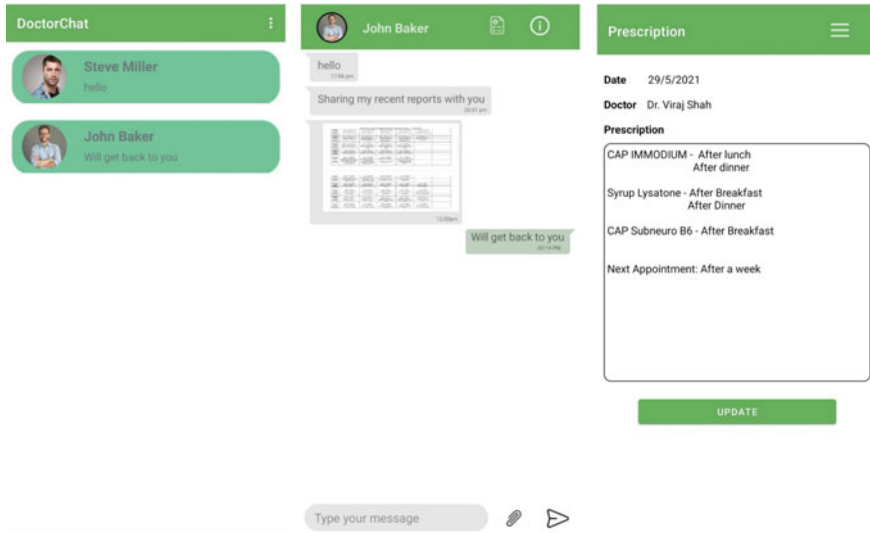 DoctorChat
Steve Miller
hello
John Baker
Will get back to you
John Baker
hello
Sharing my recent reports with you
12:00pm
Will get back to you
Type your message
Prescription
Date 29/5/2021
Doctor Dr. Viraj Shah
Prescription
CAP IMMODIUM - After lunch
After dinner
Syrup Lysatone - After Breakfast
After Dinner
CAP Subneuro B6 - After Breakfast
Next Appointment: After a week
UPDATE